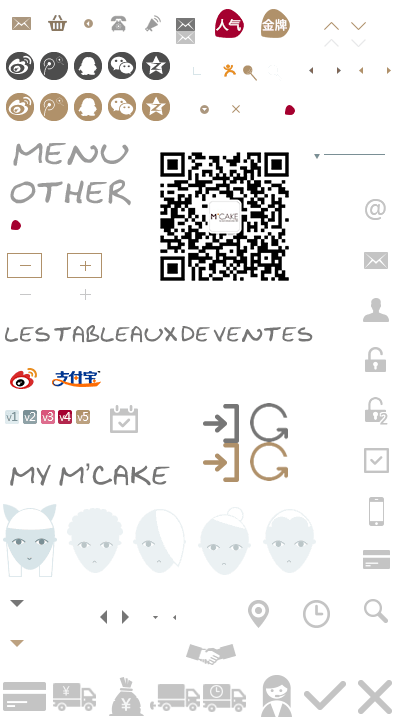 人气 金牌
MENU
OTHER
M'CAKE
LES TABLEAUX DE VENTES
支付宝
v1 v2 v3 v4 v5
MY M'CAKE
@
2
¥ ¥ ¥